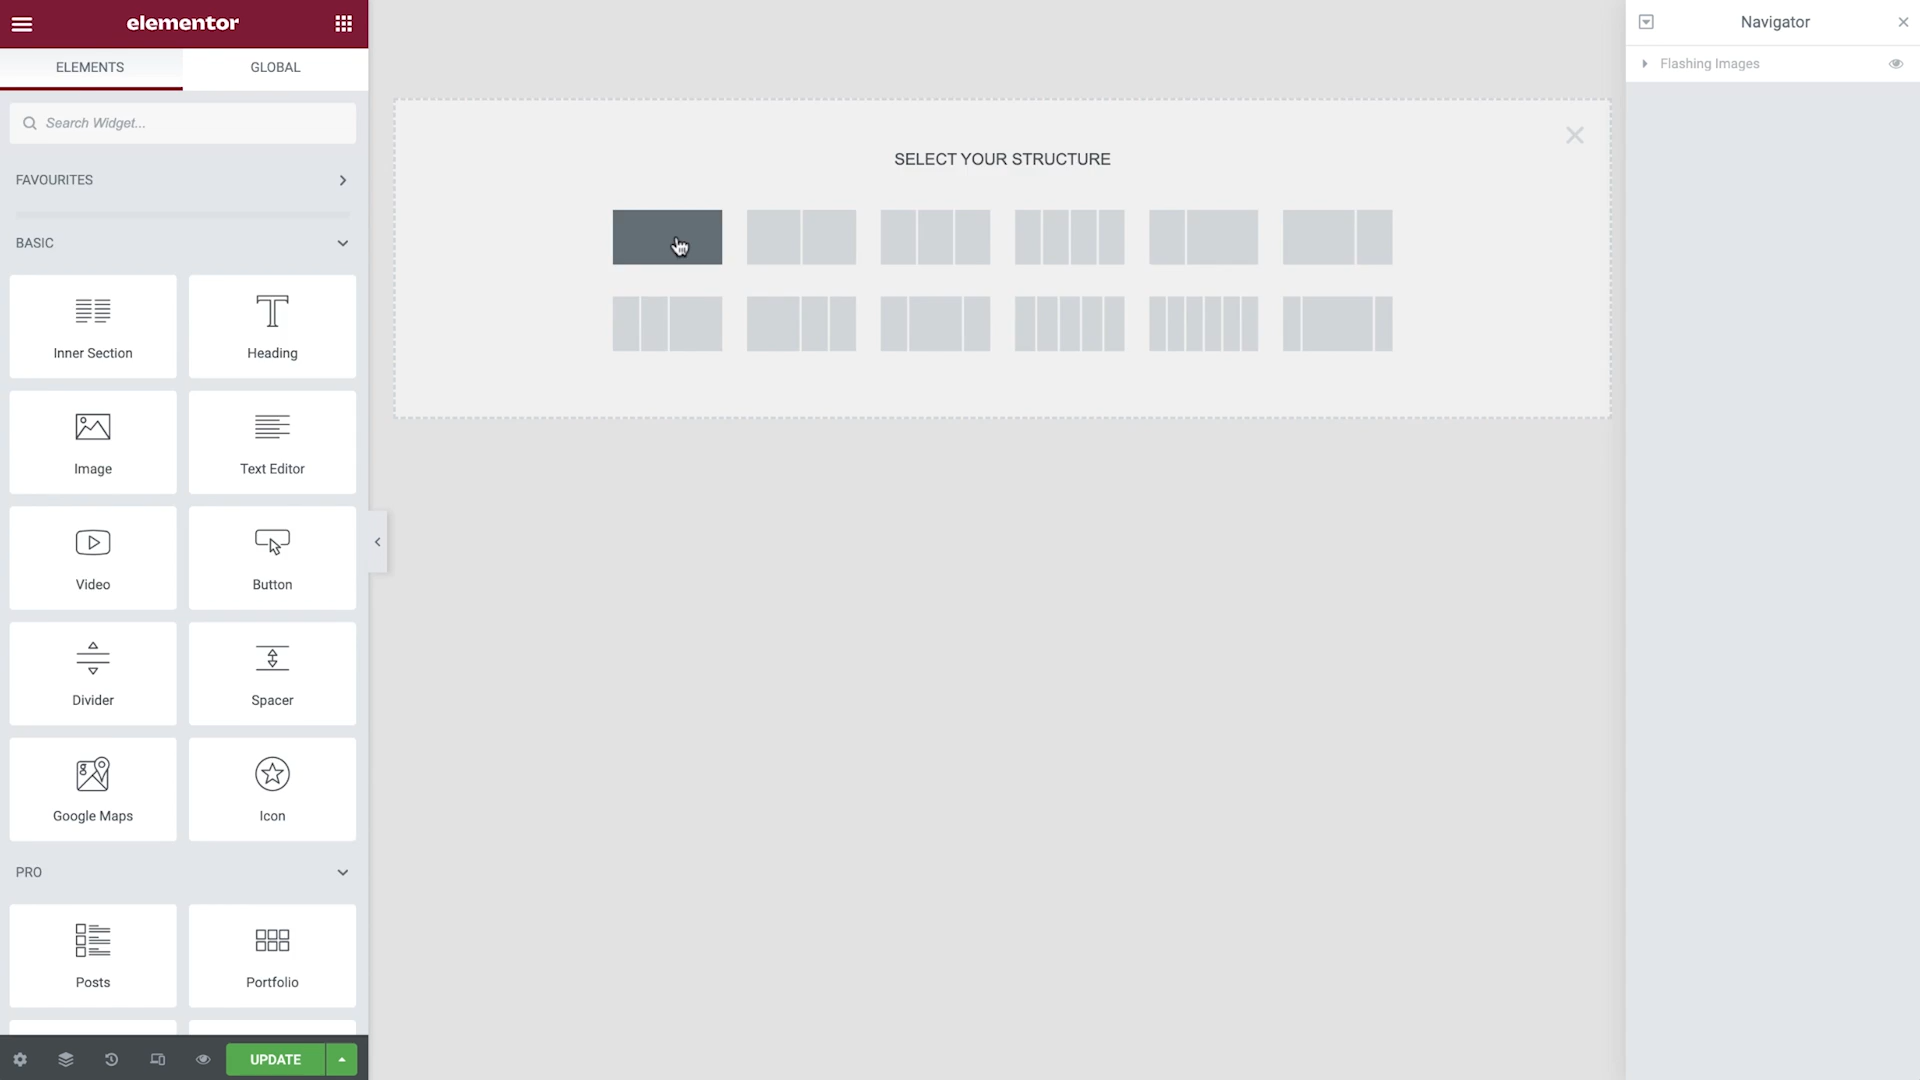 elementor
ELEMENTS
GLOBAL
Search Widget...
FAVOURITES
BASIC
Inner Section
Heading
Image
Text Editor
Video
Button
Divider
Spacer
Google Maps
Icon
PRO
Posts
Portfolio
UPDATE
SELECT YOUR STRUCTURE
Navigator
Flashing Images